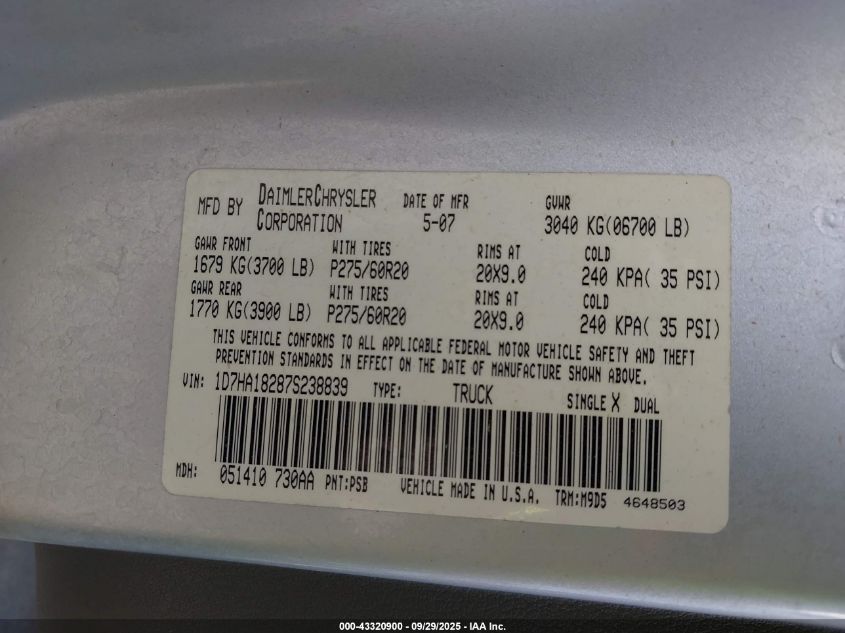 MFD BY DAIMLERCHRYSLER CORPORATION DATE OF MFR 5-07 GVWR 3040 KG(06700 LB)
GAWR FRONT WITH TIRES RIMS AT COLD
1679 KG(3700 LB) P275/60R20 20X9.0 240 KPA( 35 PSI)
GAWR REAR WITH TIRES RIMS AT COLD
1770 KG(3900 LB) P275/60R20 20X9.0 240 KPA( 35 PSI)
THIS VEHICLE CONFORMS TO ALL APPLICABLE FEDERAL MOTOR VEHICLE SAFETY AND THEFT
PREVENTION STANDARDS IN EFFECT ON THE DATE OF MANUFACTURE SHOWN ABOVE.
VIN: 1D7HA18287S238839 TYPE: TRUCK SINGLE X DUAL
MDH: 051410 730AA PNT:PSB VEHICLE MADE IN U.S.A. TRM:M9D5 4648503
000-43320900 - 09/29/2025 - IAA Inc.